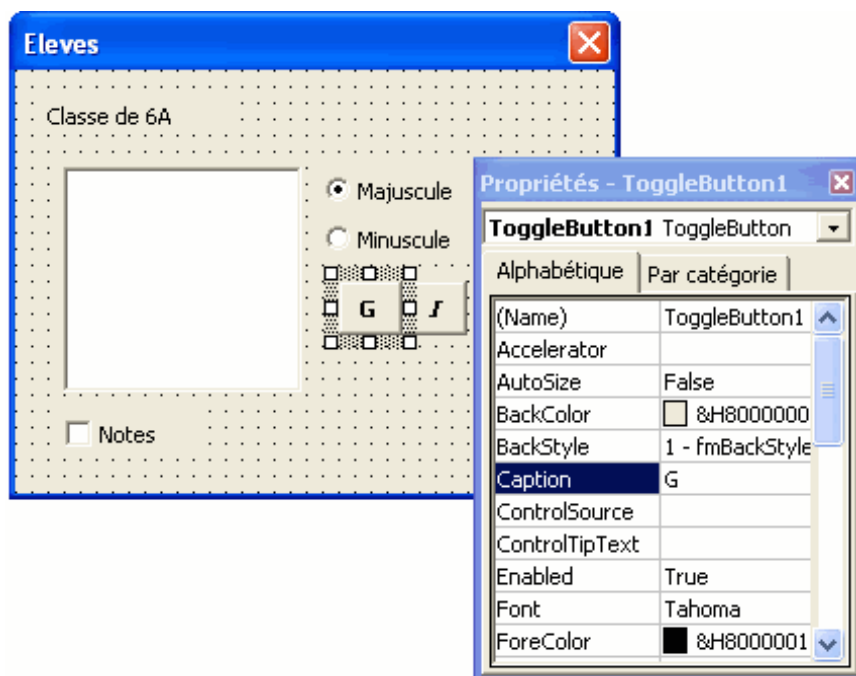 Eleves
Classe de 6A
Majuscule
Minuscule
G I
Notes
Propriétés - ToggleButton1
ToggleButton1 ToggleButton
Alphabétique Par catégorie
(Name) ToggleButton1
Accelerator
AutoSize False
BackColor &H8000000
BackStyle 1 - fmBackStyle
Caption G
ControlSource
ControlTipText
Enabled True
Font Tahoma
ForeColor &H8000001